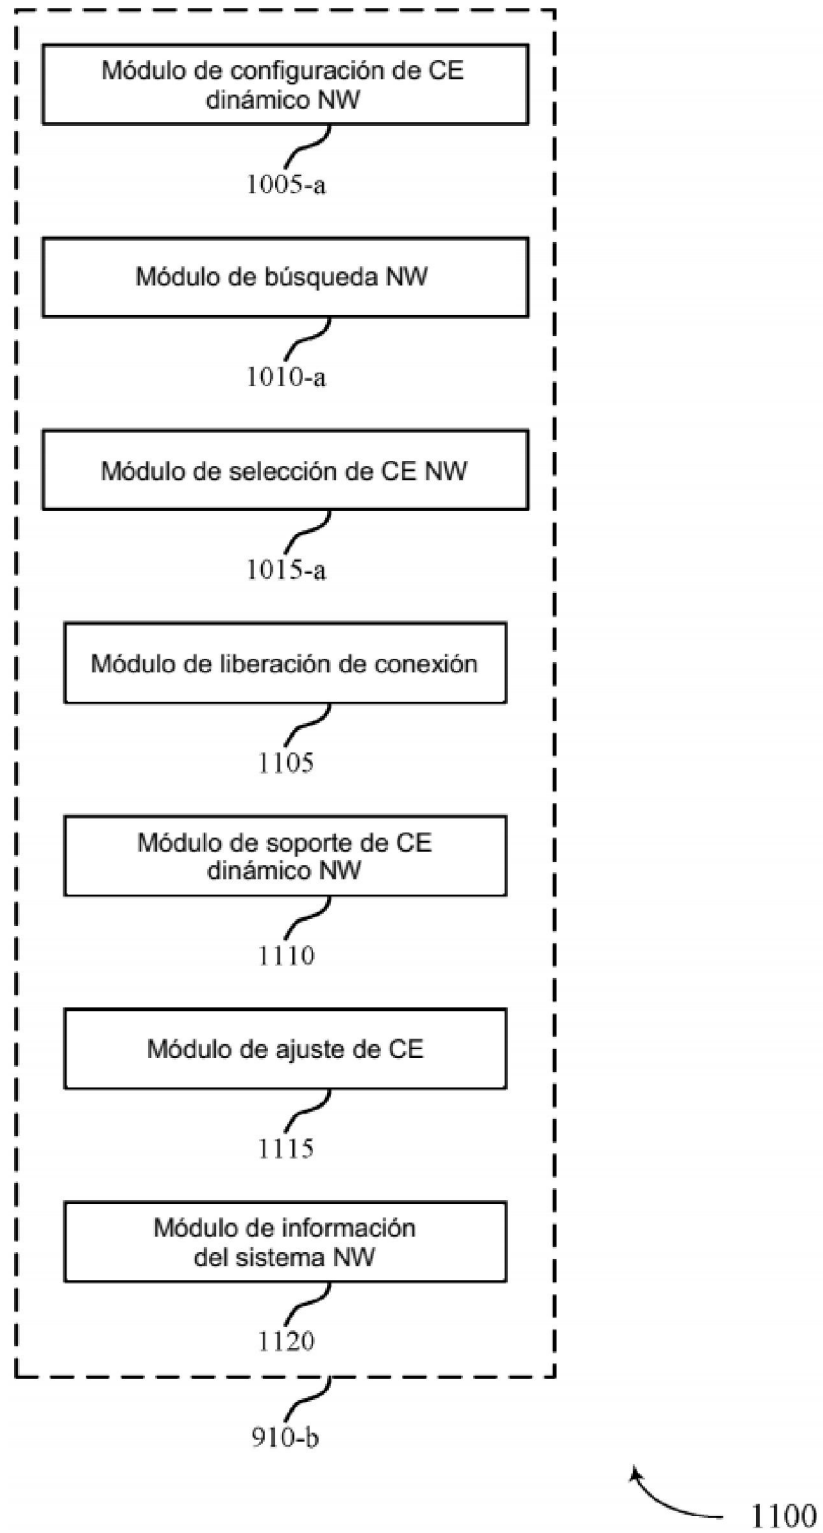 Módulo de configuración de CE
dinámico NW
1005-a
Módulo de búsqueda NW
1010-a
Módulo de selección de CE NW
1015-a
Módulo de liberación de conexión
1105
Módulo de soporte de CE
dinámico NW
1110
Módulo de ajuste de CE
1115
Módulo de información
del sistema NW
1120
910-b
1100